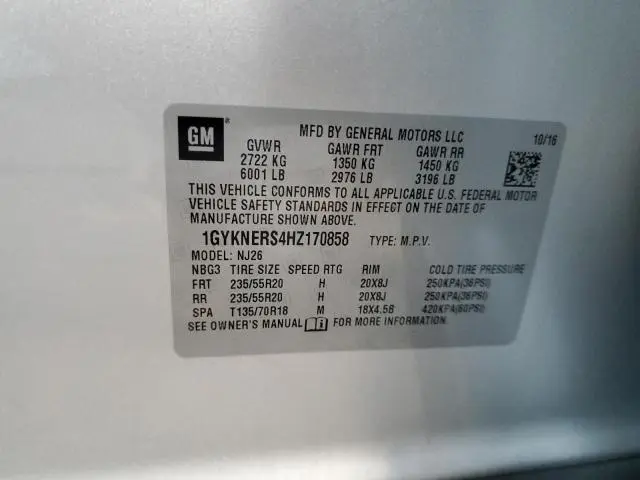 GM
MFD BY GENERAL MOTORS LLC 10/16
GVWR GAWR FRT GAWR RR
2722 KG 1350 KG 1450 KG
6001 LB 2976 LB 3196 LB
THIS VEHICLE CONFORMS TO ALL APPLICABLE U.S. FEDERAL MOTOR
VEHICLE SAFETY STANDARDS IN EFFECT ON THE DATE OF
MANUFACTURE SHOWN ABOVE.
1GYKNERS4HZ170858 TYPE: M.P.V.
MODEL: NJ26
NBG3 TIRE SIZE SPEED RTG RIM COLD TIRE PRESSURE
FRT 235/55R20 H 20X8J 250KPA(36PSI)
RR 235/55R20 H 20X8J 250KPA(36PSI)
SPA T135/70R18 M 18X4.5B 420KPA(60PSI)
SEE OWNER'S MANUAL FOR MORE INFORMATION.